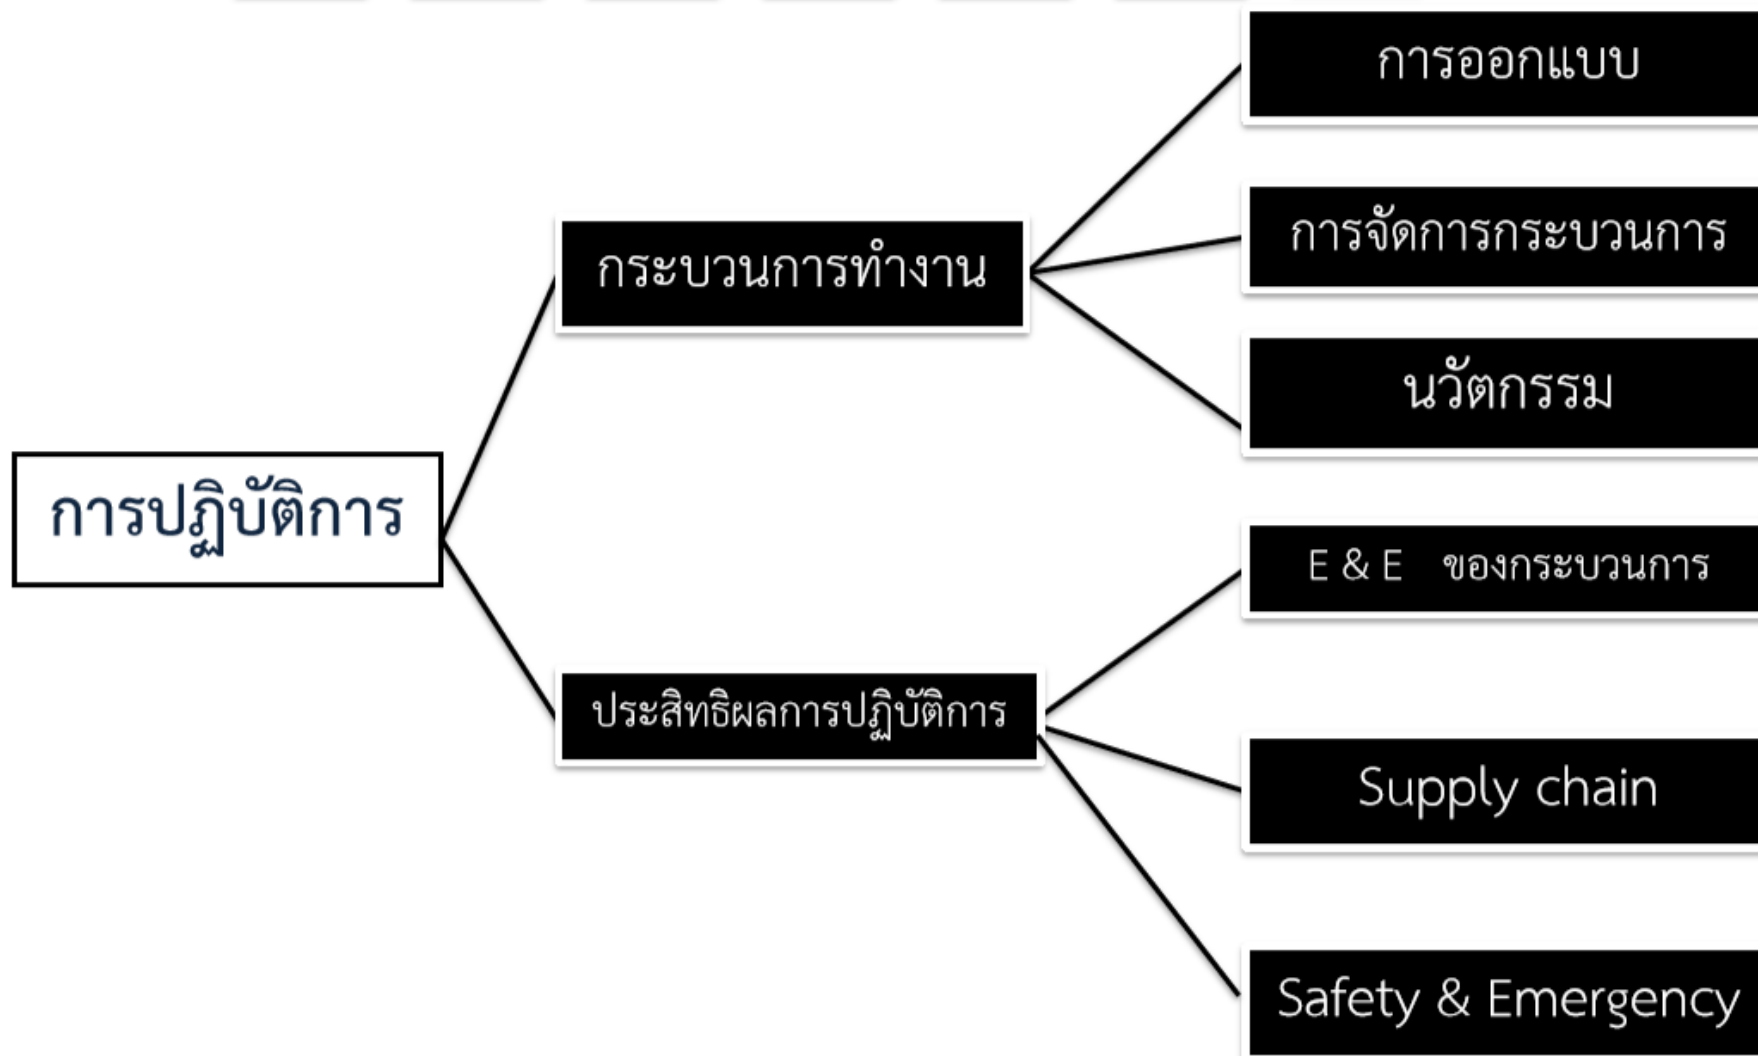 การออกแบบ
การจัดการกระบวนการ
กระบวนการทำงาน
นวัตกรรม
การปฏิบัติการ
E & E ของกระบวนการ
ประสิทธิผลการปฏิบัติการ
Supply chain
Safety & Emergency